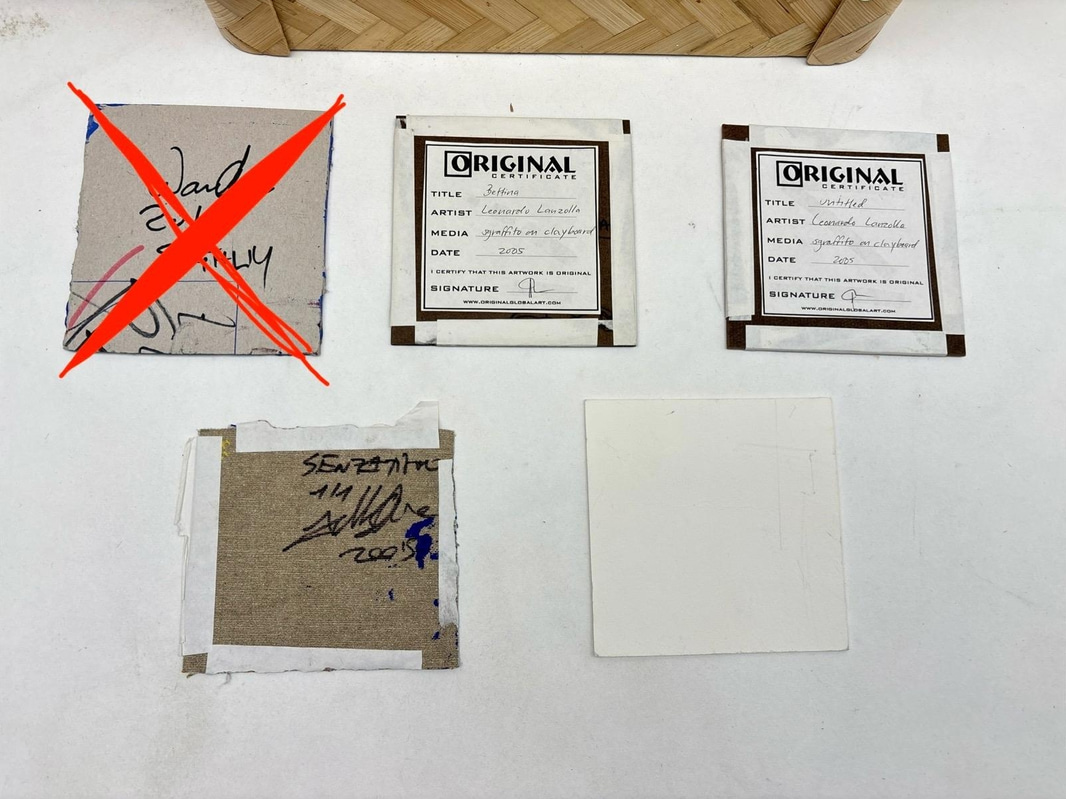 ORIGINAL
CERTIFICATE
TITLE Bettina
ARTIST Leonardo Lanzolla
MEDIA sgraffito on clayboard
DATE 2005
I CERTIFY THAT THIS ARTWORK IS ORIGINAL
SIGNATURE
WWW.ORIGINALGLOBALART.COM
ORIGINAL
CERTIFICATE
TITLE untitled
ARTIST Leonardo Lanzolla
MEDIA sgraffito on clayboard
DATE 2005
I CERTIFY THAT THIS ARTWORK IS ORIGINAL
SIGNATURE
WWW.ORIGINALGLOBALART.COM
1/1
2005